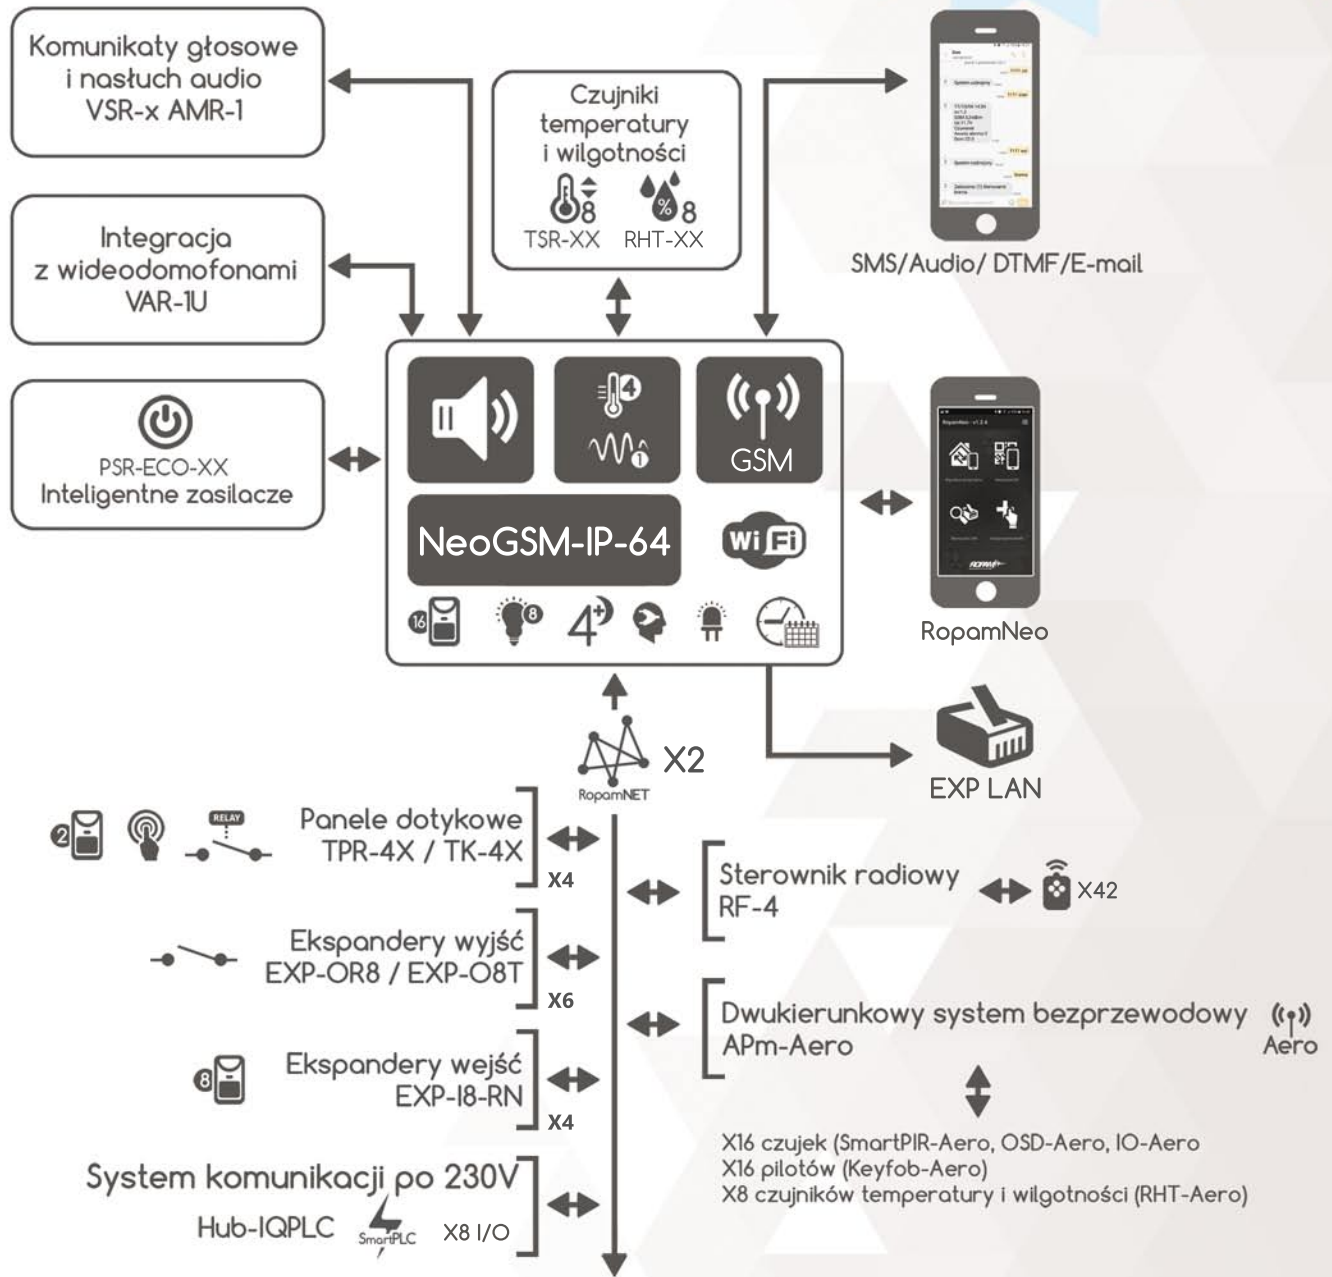 Komunikaty głosowe
i nasłuch audio
VSR-x AMR-1
Integracja
z wideodomofonami
VAR-1U
PSR-ECO-XX
Inteligentne zasilacze
Czujniki
temperatury
i wilgotności
8
% 8
TSR-XX RHT-XX
SMS/Audio/ DTMF/E-mail
4
1
GSM
NeoGSM-IP-64
WiFi
16
8
4+
RopamNeo - v1.2.4
ROPAM
RopamNeo
EXP LAN
X2
RopamNET
2
RELAY
Panele dotykowe
TPR-4X / TK-4X
X4
Ekspandery wyjść
EXP-OR8 / EXP-O8T
X6
8
Ekspandery wejść
EXP-I8-RN
X4
System komunikacji po 230V
Hub-IQPLC SmartPLC X8 I/O
Sterownik radiowy
RF-4
X42
Dwukierunkowy system bezprzewodowy
APm-Aero
Aero
X16 czujek (SmartPIR-Aero, OSD-Aero, IO-Aero
X16 pilotów (Keyfob-Aero)
X8 czujników temperatury i wilgotności (RHT-Aero)